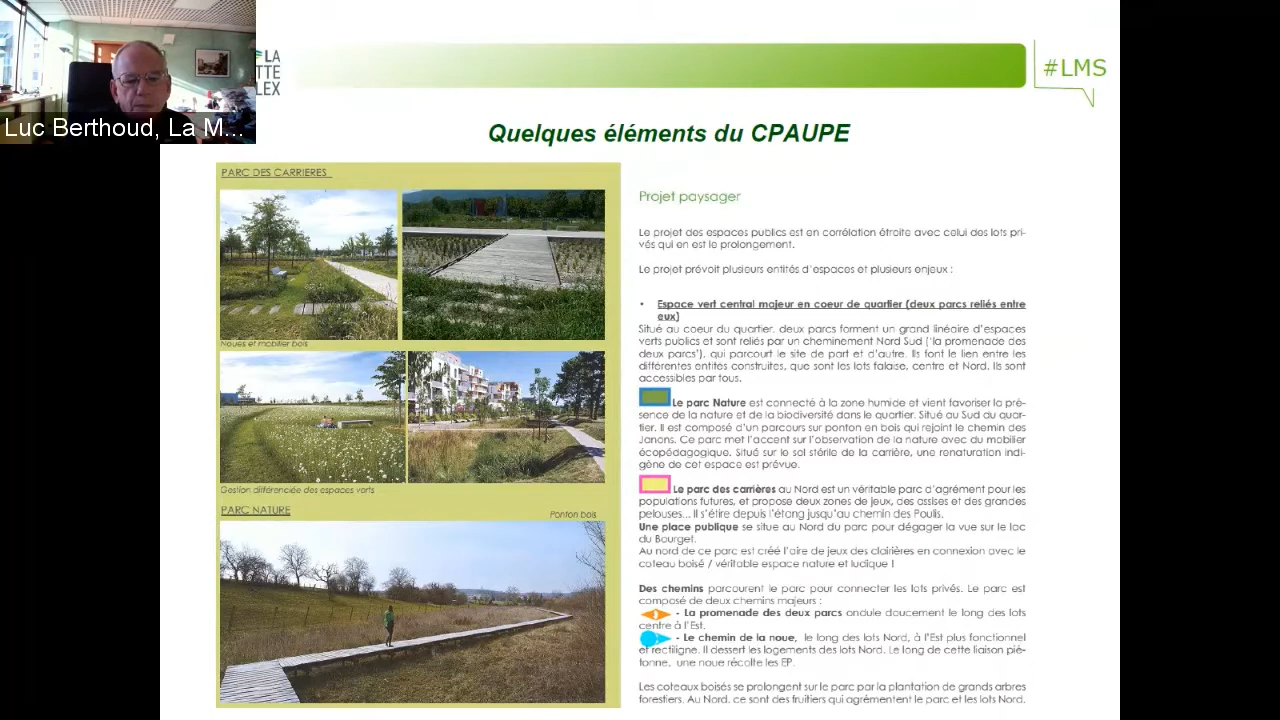 LA
TTE
LEX
#LMS
Luc Berthoud, La M...
Quelques éléments du CPAUPE
PARC DES CARRIERES
Noues et mobilier bois
Gestion différenciée des espaces verts
PARC NATURE
Ponton bois
Projet paysager
Le projet des espaces publics est en corrélation étroite avec celui des lots pri-
vés qui en est le prolongement.
Le projet prévoit plusieurs entités d'espaces et plusieurs enjeux :
• Espace vert central majeur en coeur de quartier (deux parcs reliés entre
eux)
Situé au coeur du quartier, deux parcs forment un grand linéaire d'espaces
verts publics et sont reliés par un cheminement Nord Sud ('la promenade des
deux parcs'), qui parcourt le site de part et d'autre. Ils font le lien entre les
différentes entités construites, que sont les lots falaise, centre et Nord. Ils sont
accessibles par tous.
Le parc Nature est connecté à la zone humide et vient favoriser la pré-
sence de la nature et de la biodiversité dans le quartier. Situé au Sud du quar-
tier. Il est composé d'un parcours sur ponton en bois qui rejoint le chemin des
Janons. Ce parc met l'accent sur l'observation de la nature avec du mobilier
écopédagogique. Situé sur le sol stérile de la carrière, une renaturation indi-
gène de cet espace est prévue.
Le parc des carrières au Nord est un véritable parc d'agrément pour les
populations futures, et propose deux zones de jeux, des assises et des grandes
pelouses... Il s'étire depuis l'étang jusqu'au chemin des Poulis.
Une place publique se situe au Nord du parc pour dégager la vue sur le lac
du Bourget.
Au nord de ce parc est créé l'aire de jeux des clairières en connexion avec le
coteau boisé / véritable espace nature et ludique !
Des chemins parcourent le parc pour connecter les lots privés. Le parc est
composé de deux chemins majeurs :
- La promenade des deux parcs ondule doucement le long des lots
centre à l'Est.
- Le chemin de la noue, le long des lots Nord, à l'Est plus fonctionnel
et rectiligne. Il dessert les logements des lots Nord. Le long de cette liaison pié-
tonne, une noue récolte les EP.
Les coteaux boisés se prolongent sur le parc par la plantation de grands arbres
forestiers. Au Nord, ce sont des fruitiers qui agrémentent le parc et les lots Nord.